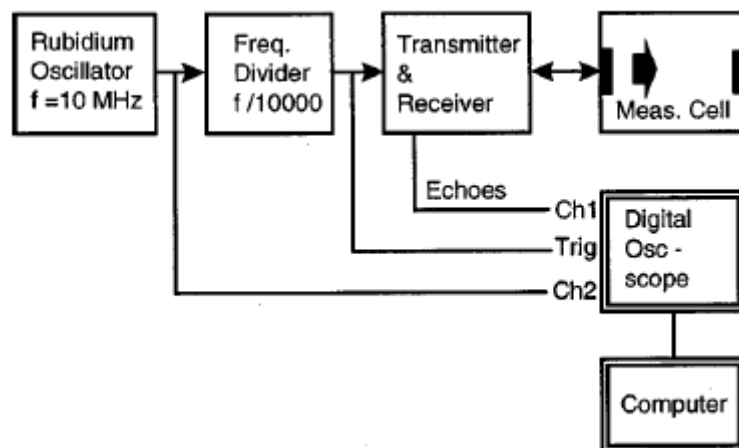 Rubidium
Oscillator
f =10 MHz
Freq.
Divider
f /10000
Transmitter
&
Receiver
Meas. Cell
Echoes
Ch1
Trig
Ch2
Digital
Osc -
scope
Computer